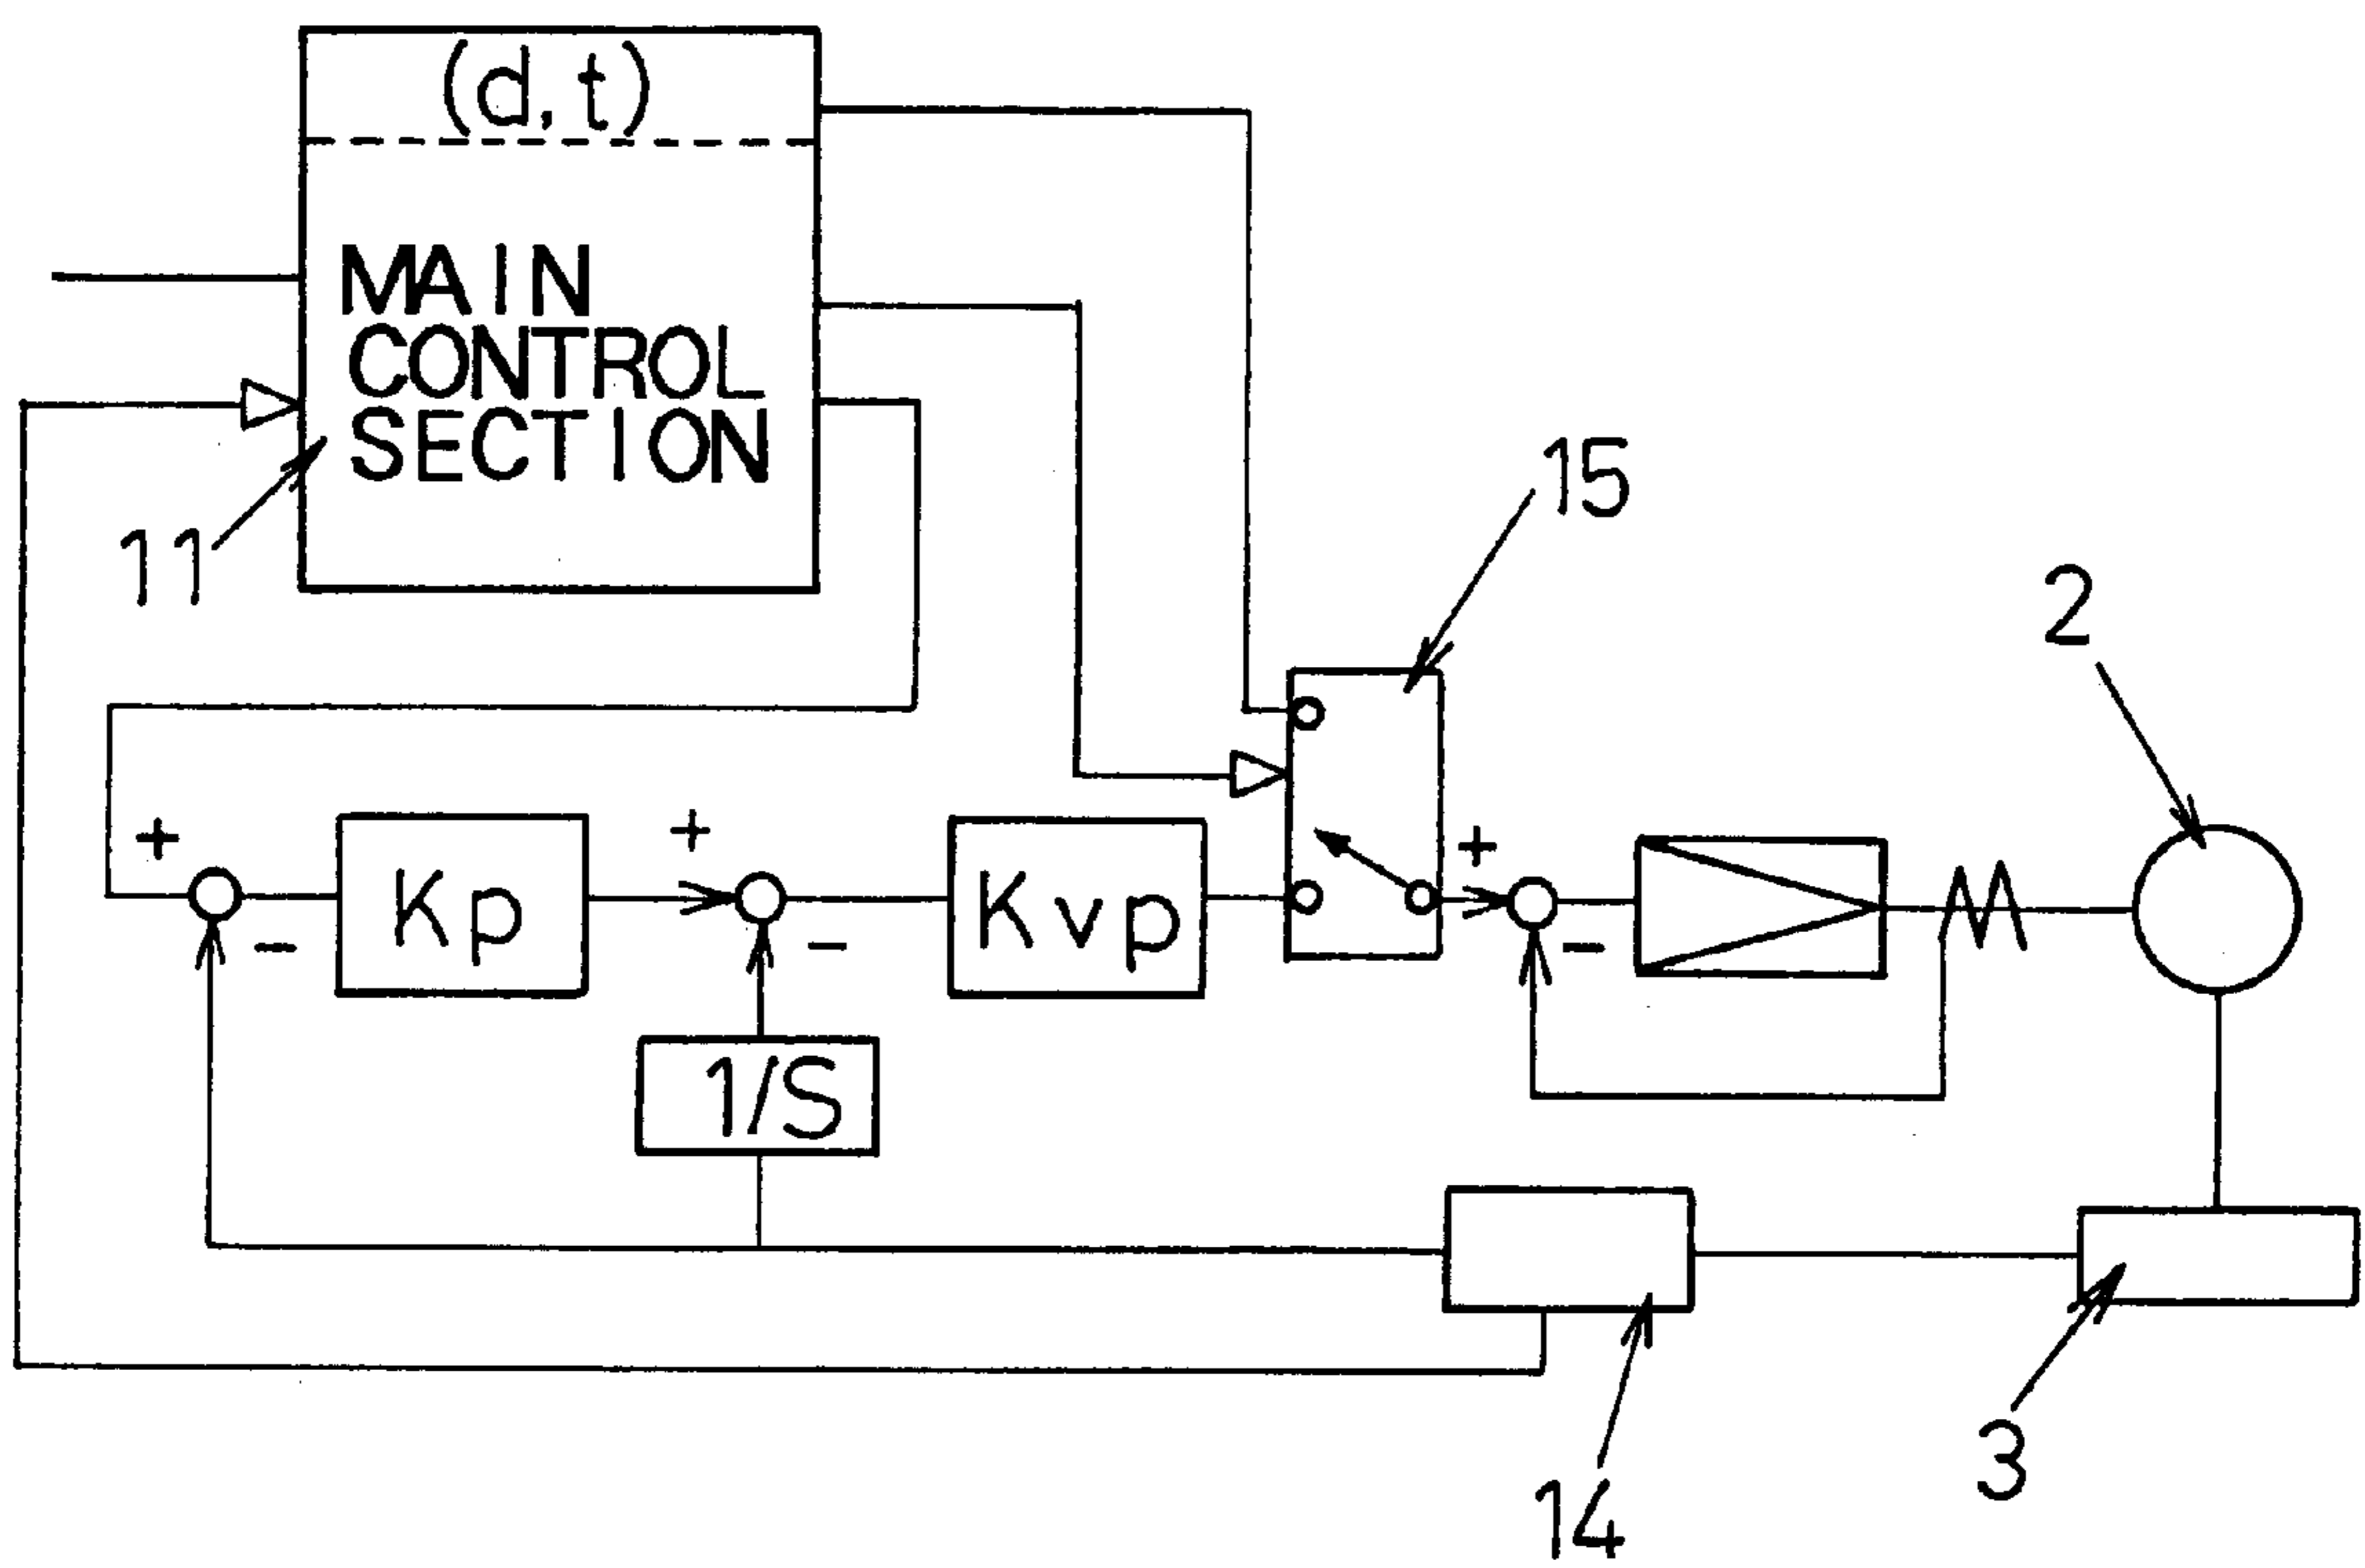 (d,t)
MAIN
CONTROL
SECTION
11
15
2
+
+
+
Kp
Kvp
-
-
-
1/S
14
3